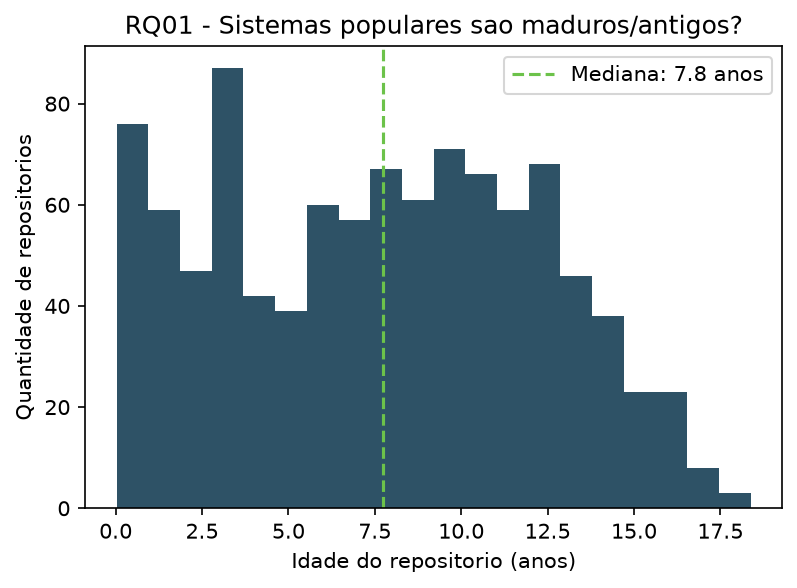 RQ01 - Sistemas populares sao maduros/antigos?
Mediana: 7.8 anos
Quantidade de repositorios
80
60
40
20
0
0.0 2.5 5.0 7.5 10.0 12.5 15.0 17.5
Idade do repositorio (anos)